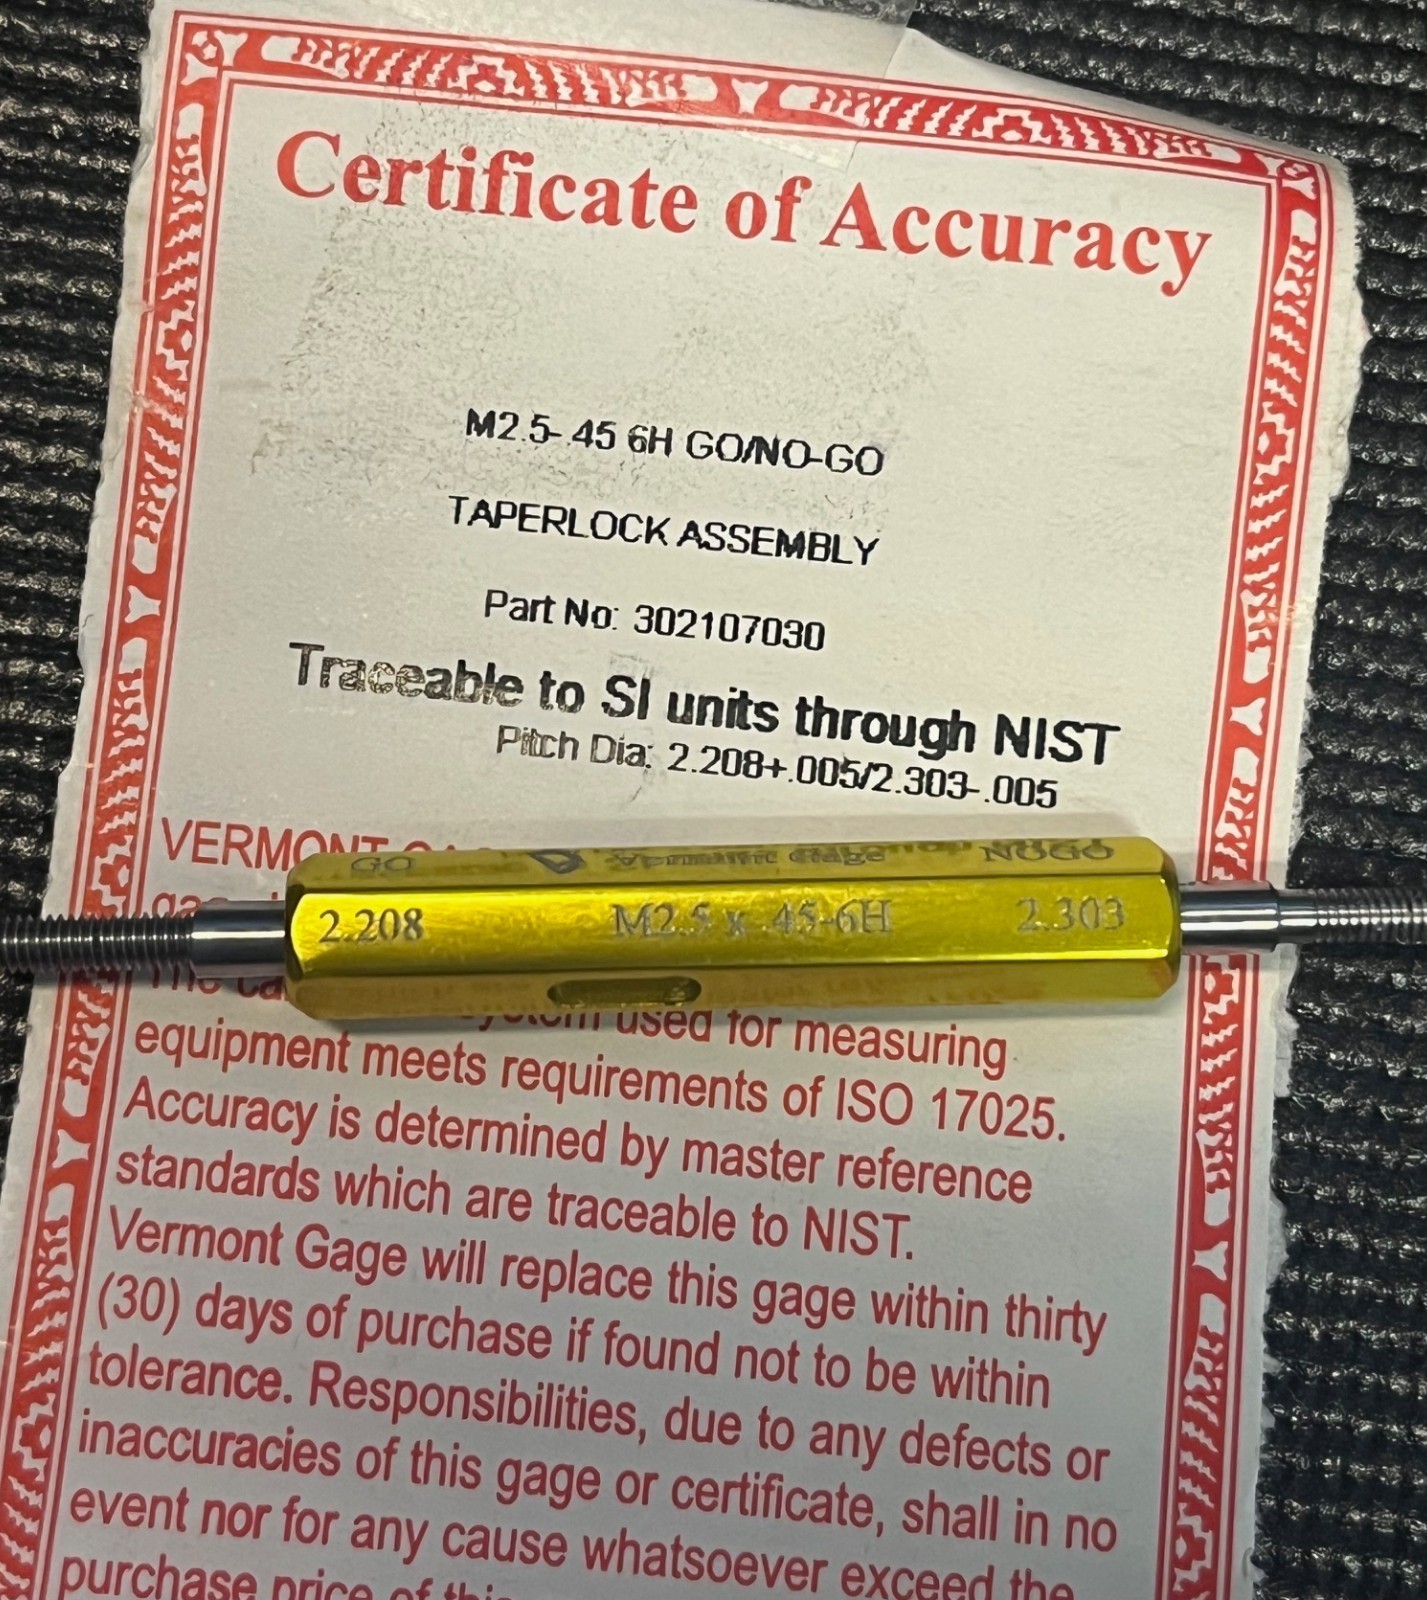 Certificate of Accuracy
M2.5-.45 6H GO/NO-GO
TAPERLOCK ASSEMBLY
Part No: 302107030
Traceable to SI units through NIST
Pitch Dia: 2.208+.005/2.303-.005
VERMONT
GO Vermont Gage NOGO
2.208 M2.5 x .45-6H 2.303
used for measuring
equipment meets requirements of ISO 17025.
Accuracy is determined by master reference
standards which are traceable to NIST.
Vermont Gage will replace this gage within thirty
(30) days of purchase if found not to be within
tolerance. Responsibilities, due to any defects or
inaccuracies of this gage or certificate, shall in no
event nor for any cause whatsoever exceed the
purchase price of